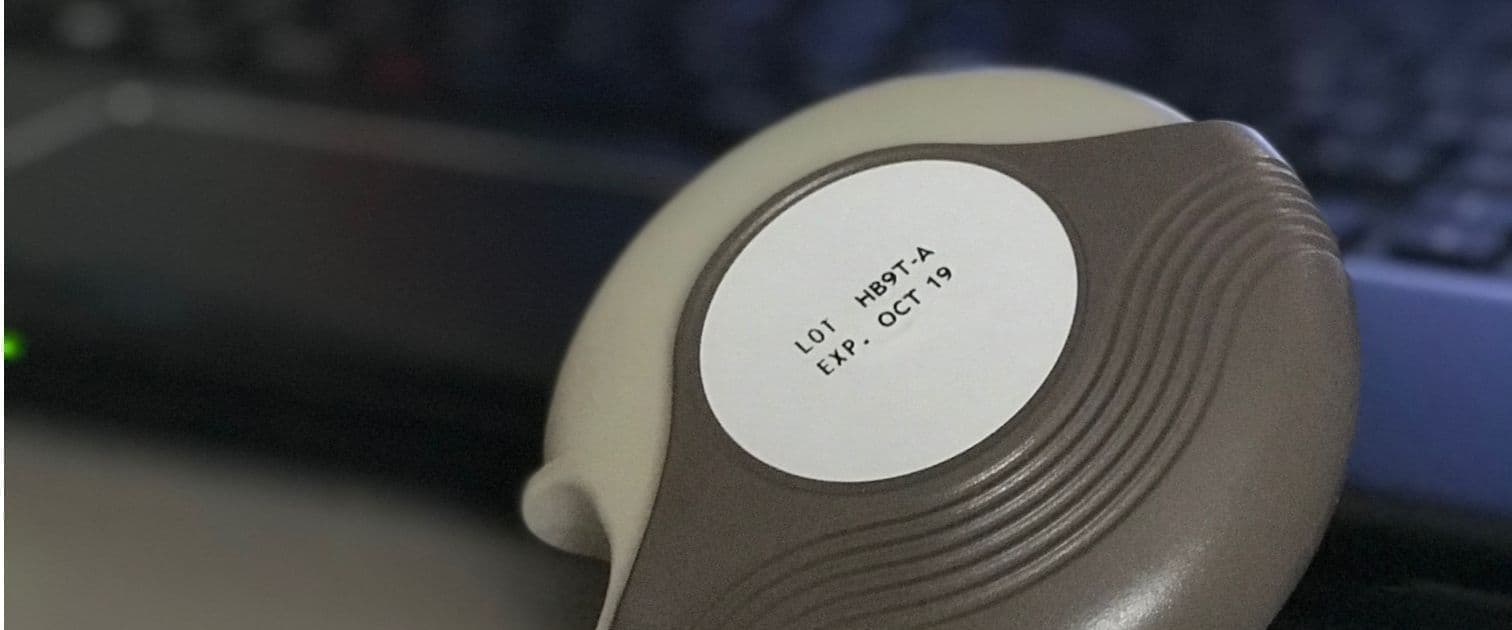 LOT HB9T-A
EXP. OCT 19